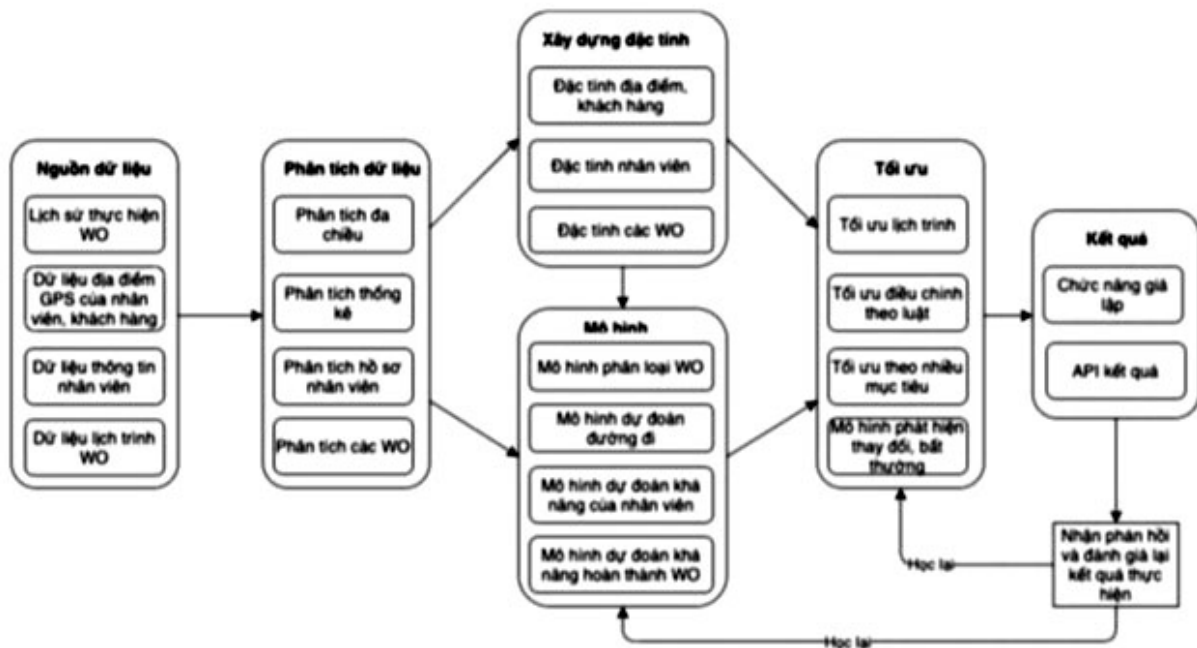 Nguồn dữ liệu
Lịch sử thực hiện
WO
Dữ liệu địa điểm
GPS của nhân
viên, khách hàng
Dữ liệu thông tin
nhân viên
Dữ liệu lịch trình
WO
Phân tích dữ liệu
Phân tích đa
chiều
Phân tích thống
kê
Phân tích hồ sơ
nhân viên
Phân tích các WO
Xây dựng đặc tính
Đặc tính địa điểm,
khách hàng
Đặc tính nhân viên
Đặc tính các WO
Mô hình
Mô hình phân loại WO
Mô hình dự đoán
đường đi
Mô hình dự đoán khả
năng của nhân viên
Mô hình dự đoán khả
năng hoàn thành WO
Tối ưu
Tối ưu lịch trình
Tối ưu điều chỉnh
theo luật
Tối ưu theo nhiều
mục tiêu
Mô hình phát hiện
thay đổi, bất
thường
Kết quả
Chức năng giả
lập
API kết quả
Nhận phản hồi
và đánh giá lại
kết quả thực
hiện
Học lại
Học lại